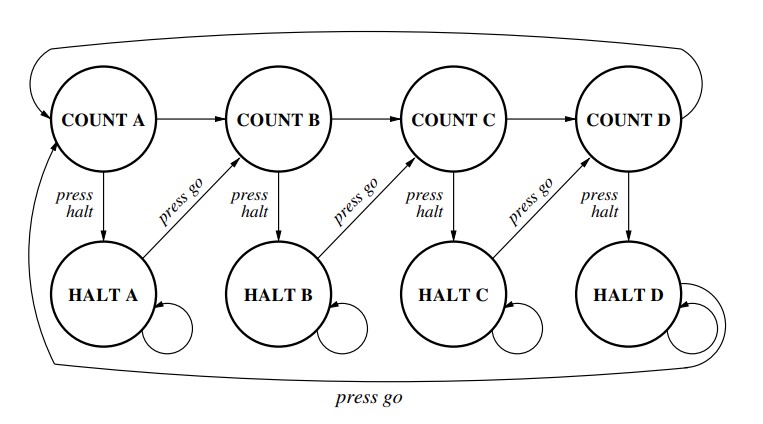 COUNT A
COUNT B
COUNT C
COUNT D
press
halt
press go
press
halt
press go
press
halt
press go
press
halt
HALT A
HALT B
HALT C
HALT D
press go